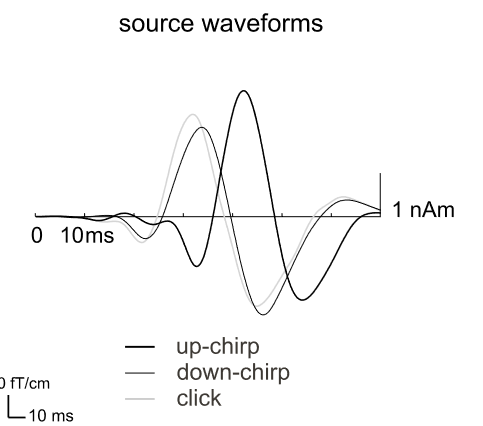 source waveforms
1 nAm
0 10ms
up-chirp
down-chirp
click
0 fT/cm
10 ms